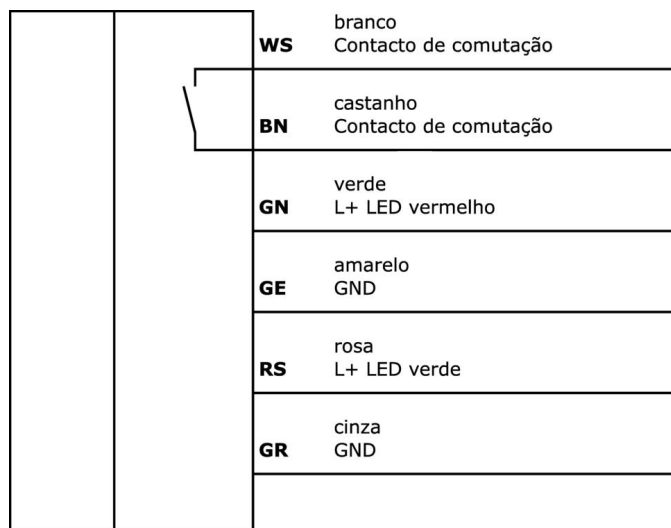 branco
WS Contacto de comutação
castanho
BN Contacto de comutação
verde
GN L+ LED vermelho
amarelo
GE GND
rosa
RS L+ LED verde
cinza
GR GND